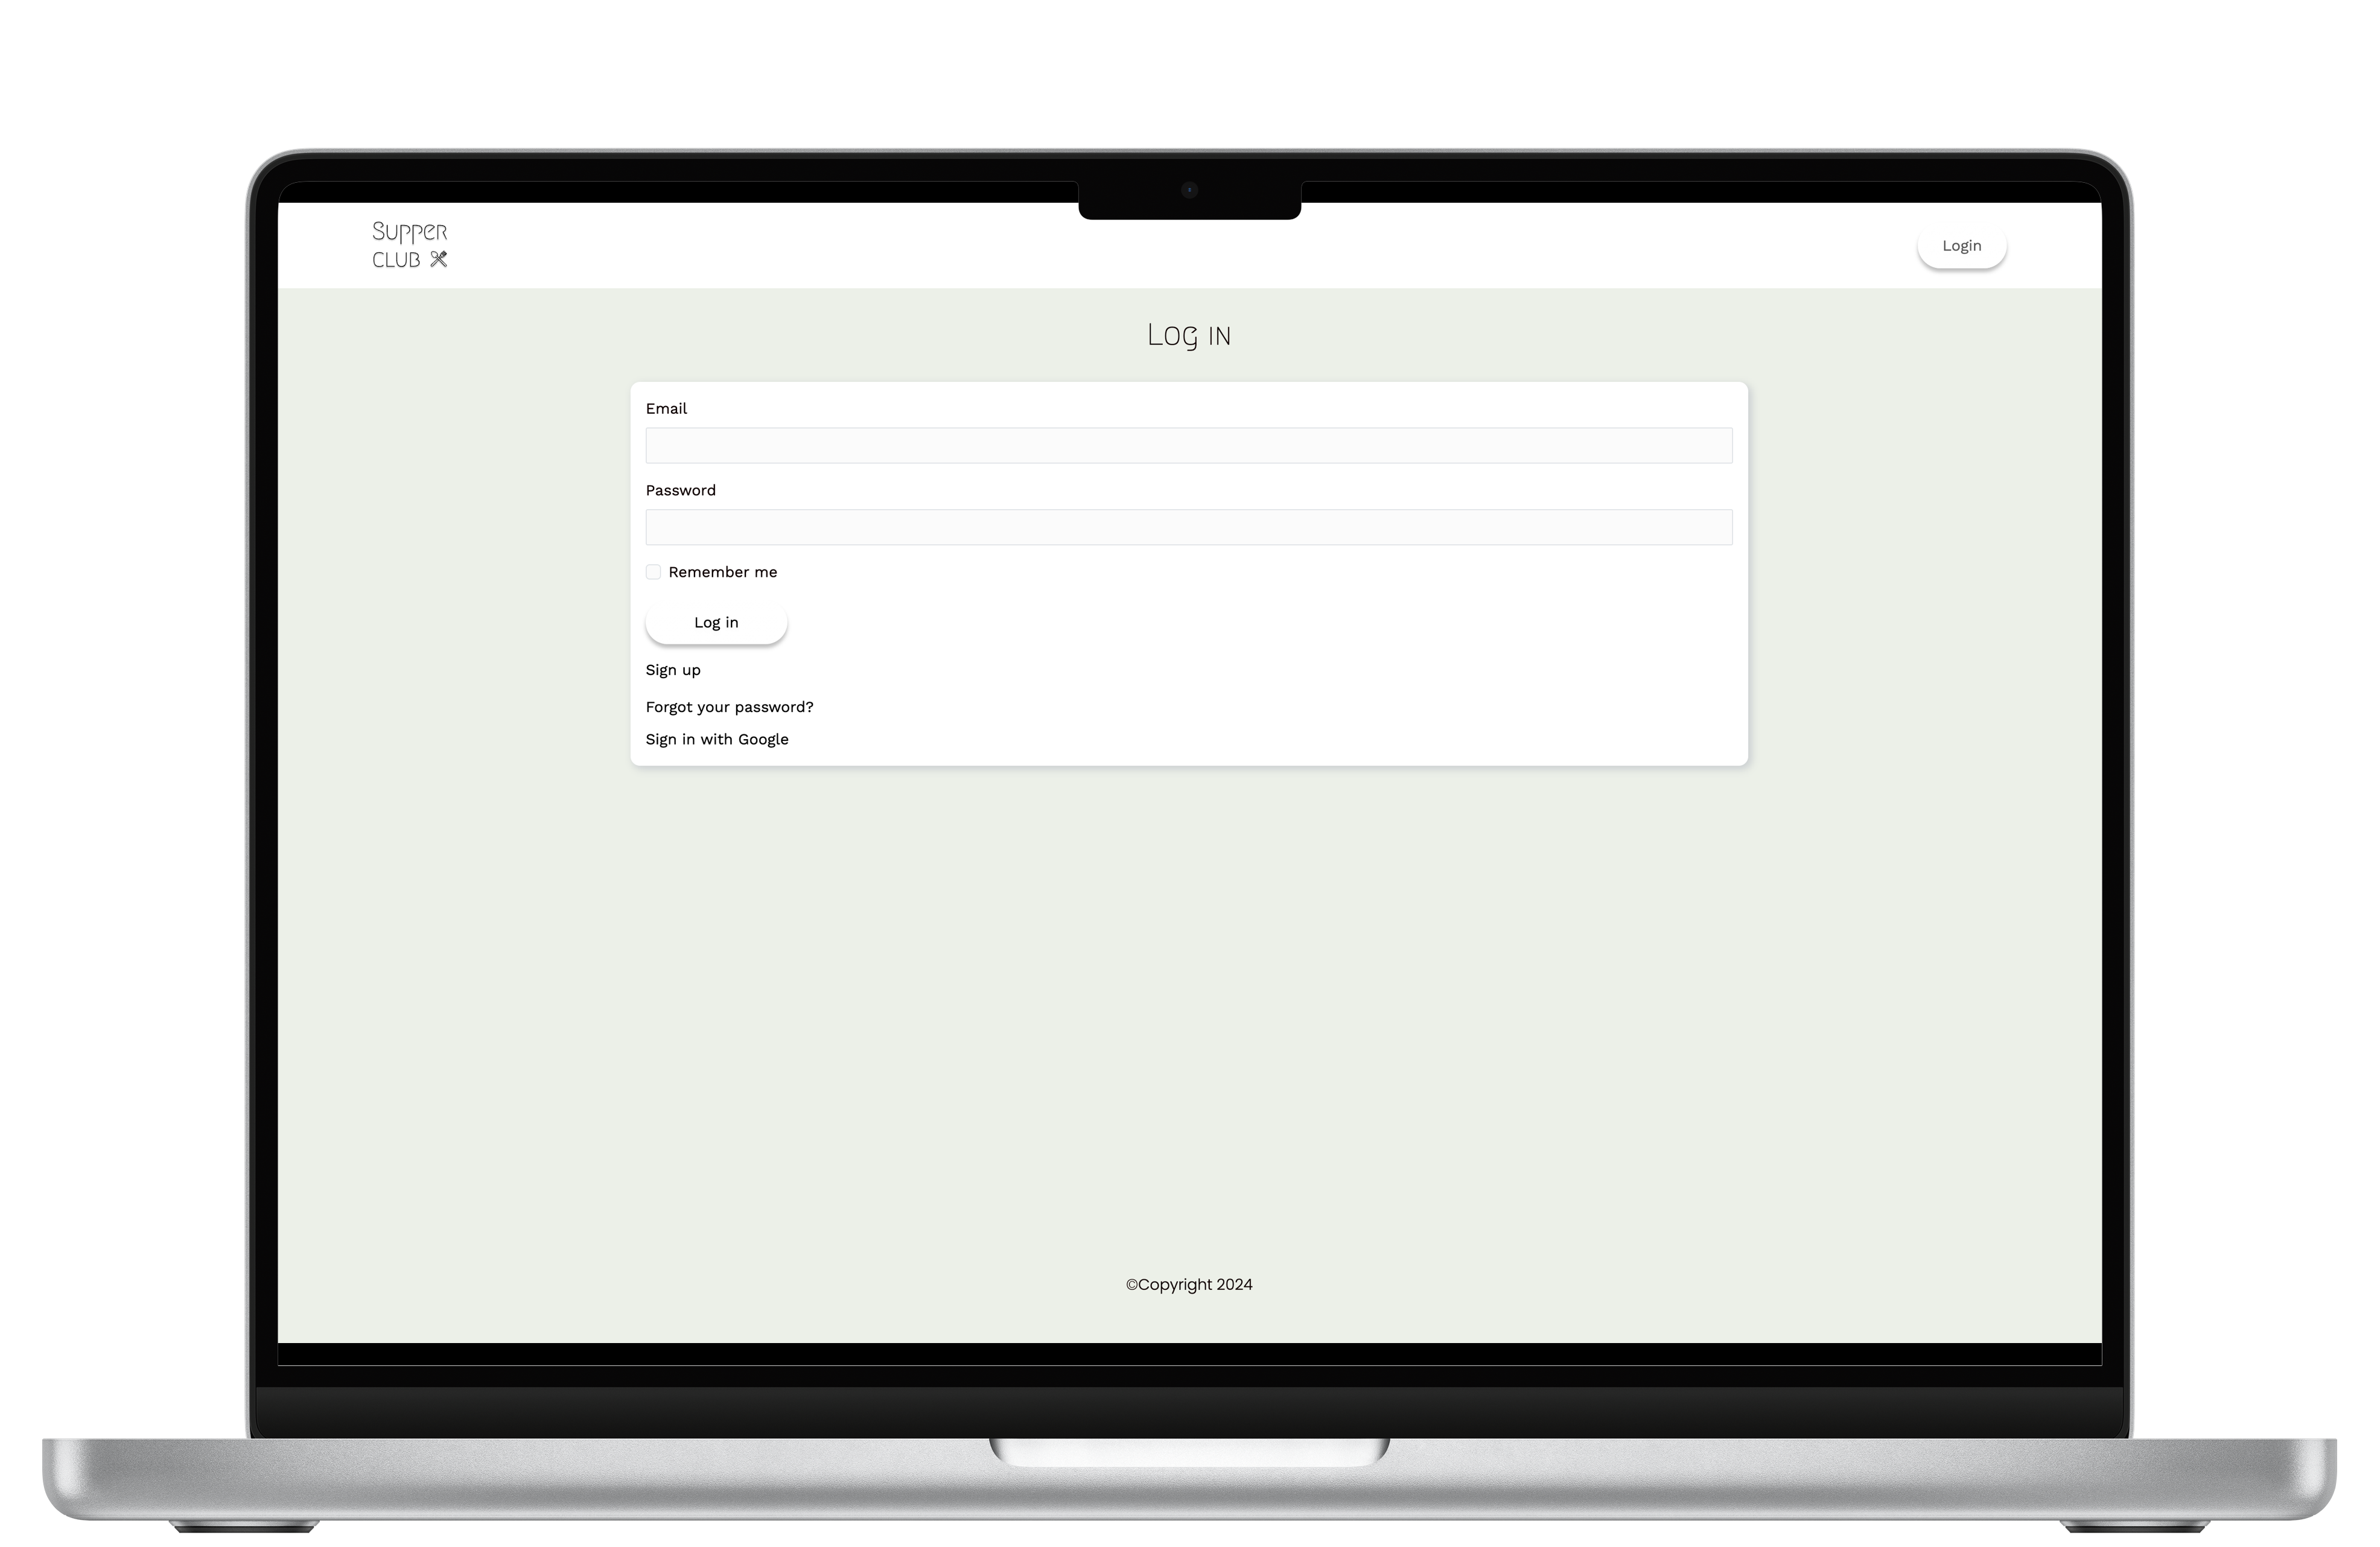 Supper
CLUB
Login
Log in
Email
Password
Remember me
Log in
Sign up
Forgot your password?
Sign in with Google
©Copyright 2024